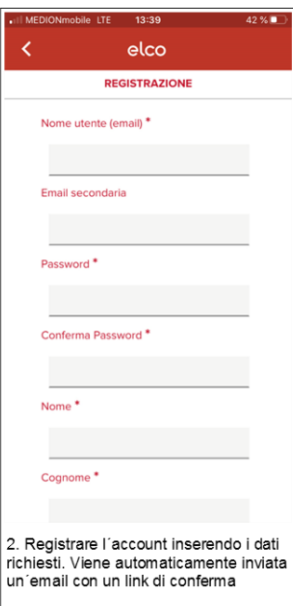 MEDIONmobile LTE 13:39 42 %
elco
REGISTRAZIONE
Nome utente (email) *
Email secondaria
Password *
Conferma Password *
Nome *
Cognome *
2. Registrare l´account inserendo i dati
richiesti. Viene automaticamente inviata
un´email con un link di conferma